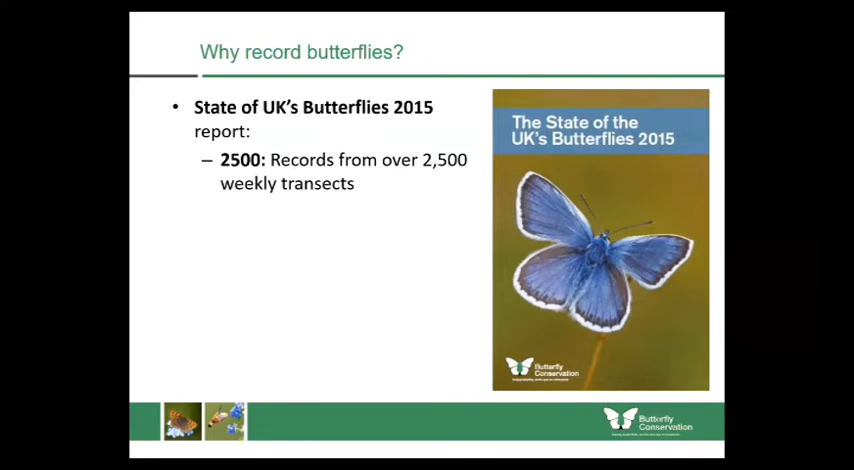 Why record butterflies?
• State of UK's Butterflies 2015
report:
– 2500: Records from over 2,500
weekly transects
The State of the
UK's Butterflies 2015
Butterfly
Conservation
Butterfly
Conservation